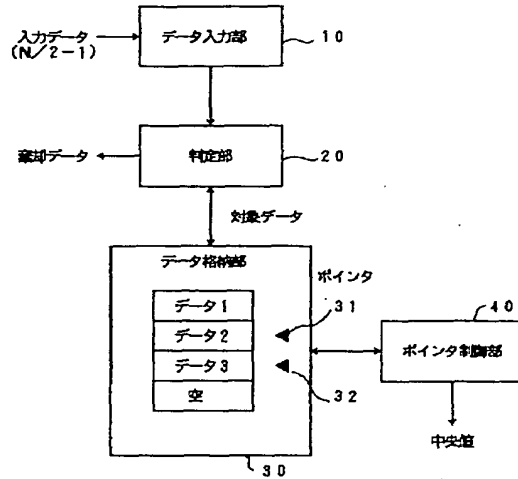 入力データ
(N/2-1)
データ入力部
10
棄却データ
判定部
20
対象データ
データ格納部
ポインタ
データ1
データ2
データ3
空
31
32
30
40
ポインタ制御部
中央値